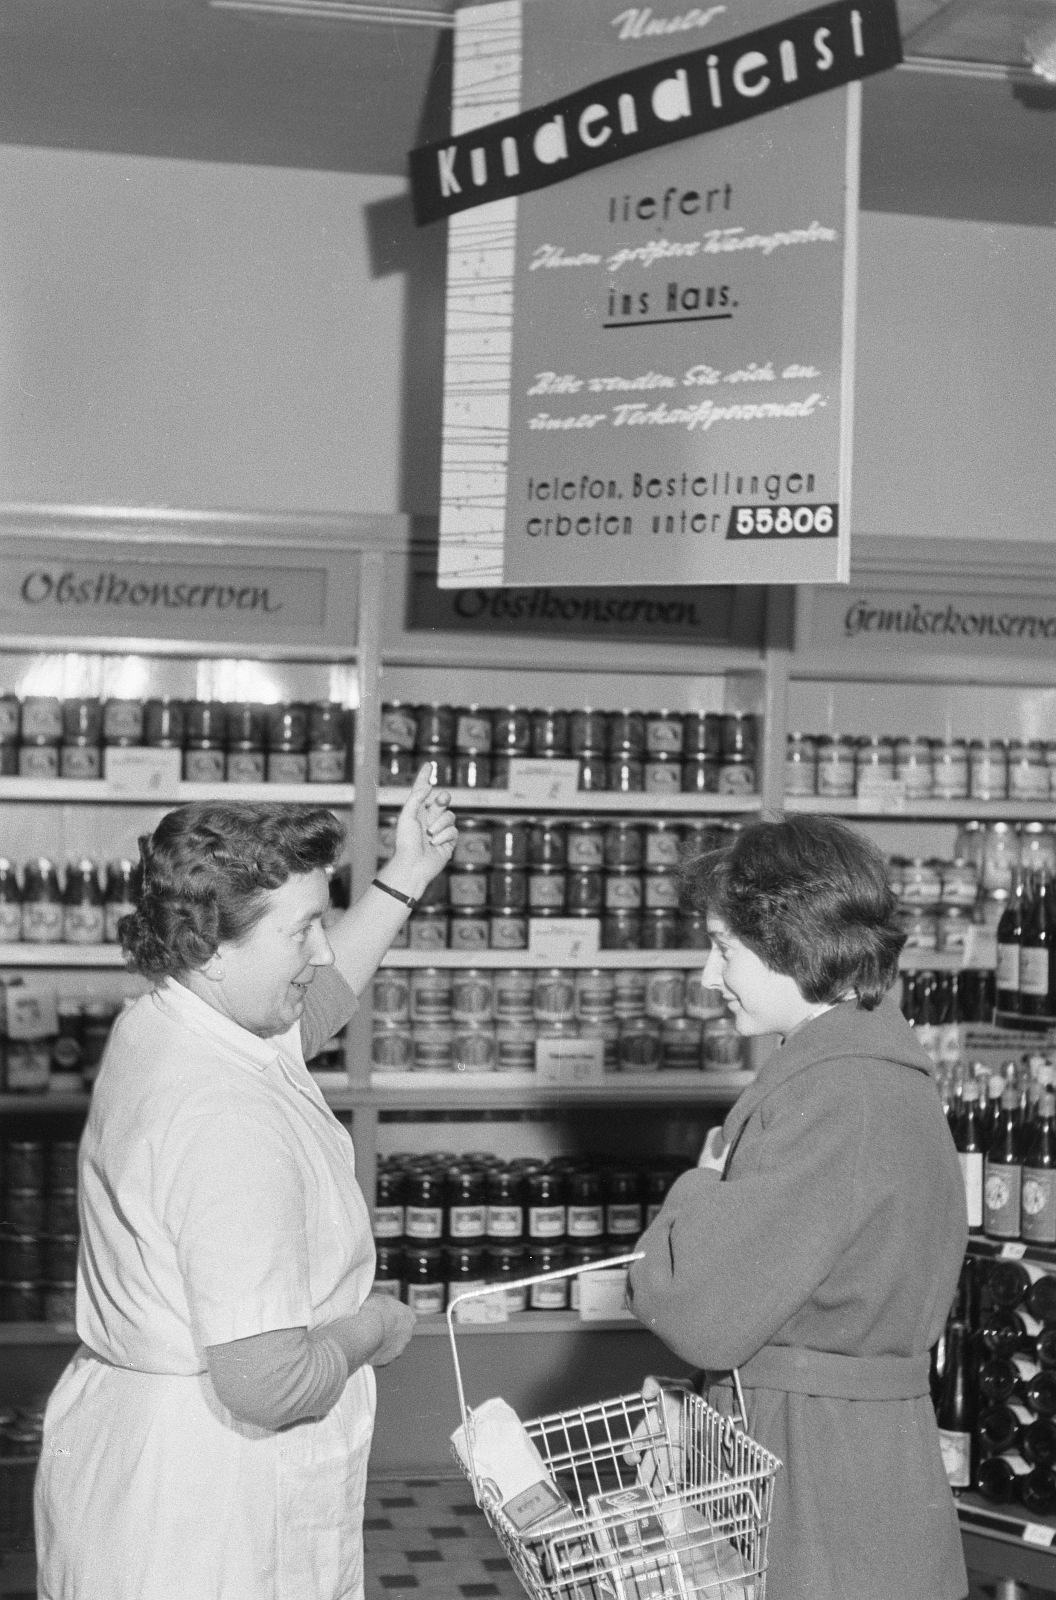 Unser
Kundendienst
liefert
Ihnen größere Warenposten
ins Haus.
Bitte wenden Sie sich an
unser Verkaufspersonal.
telefon. Bestellungen
erbeten unter 55806
Obstkonserven
Obstkonserven
Gemüsekonserven